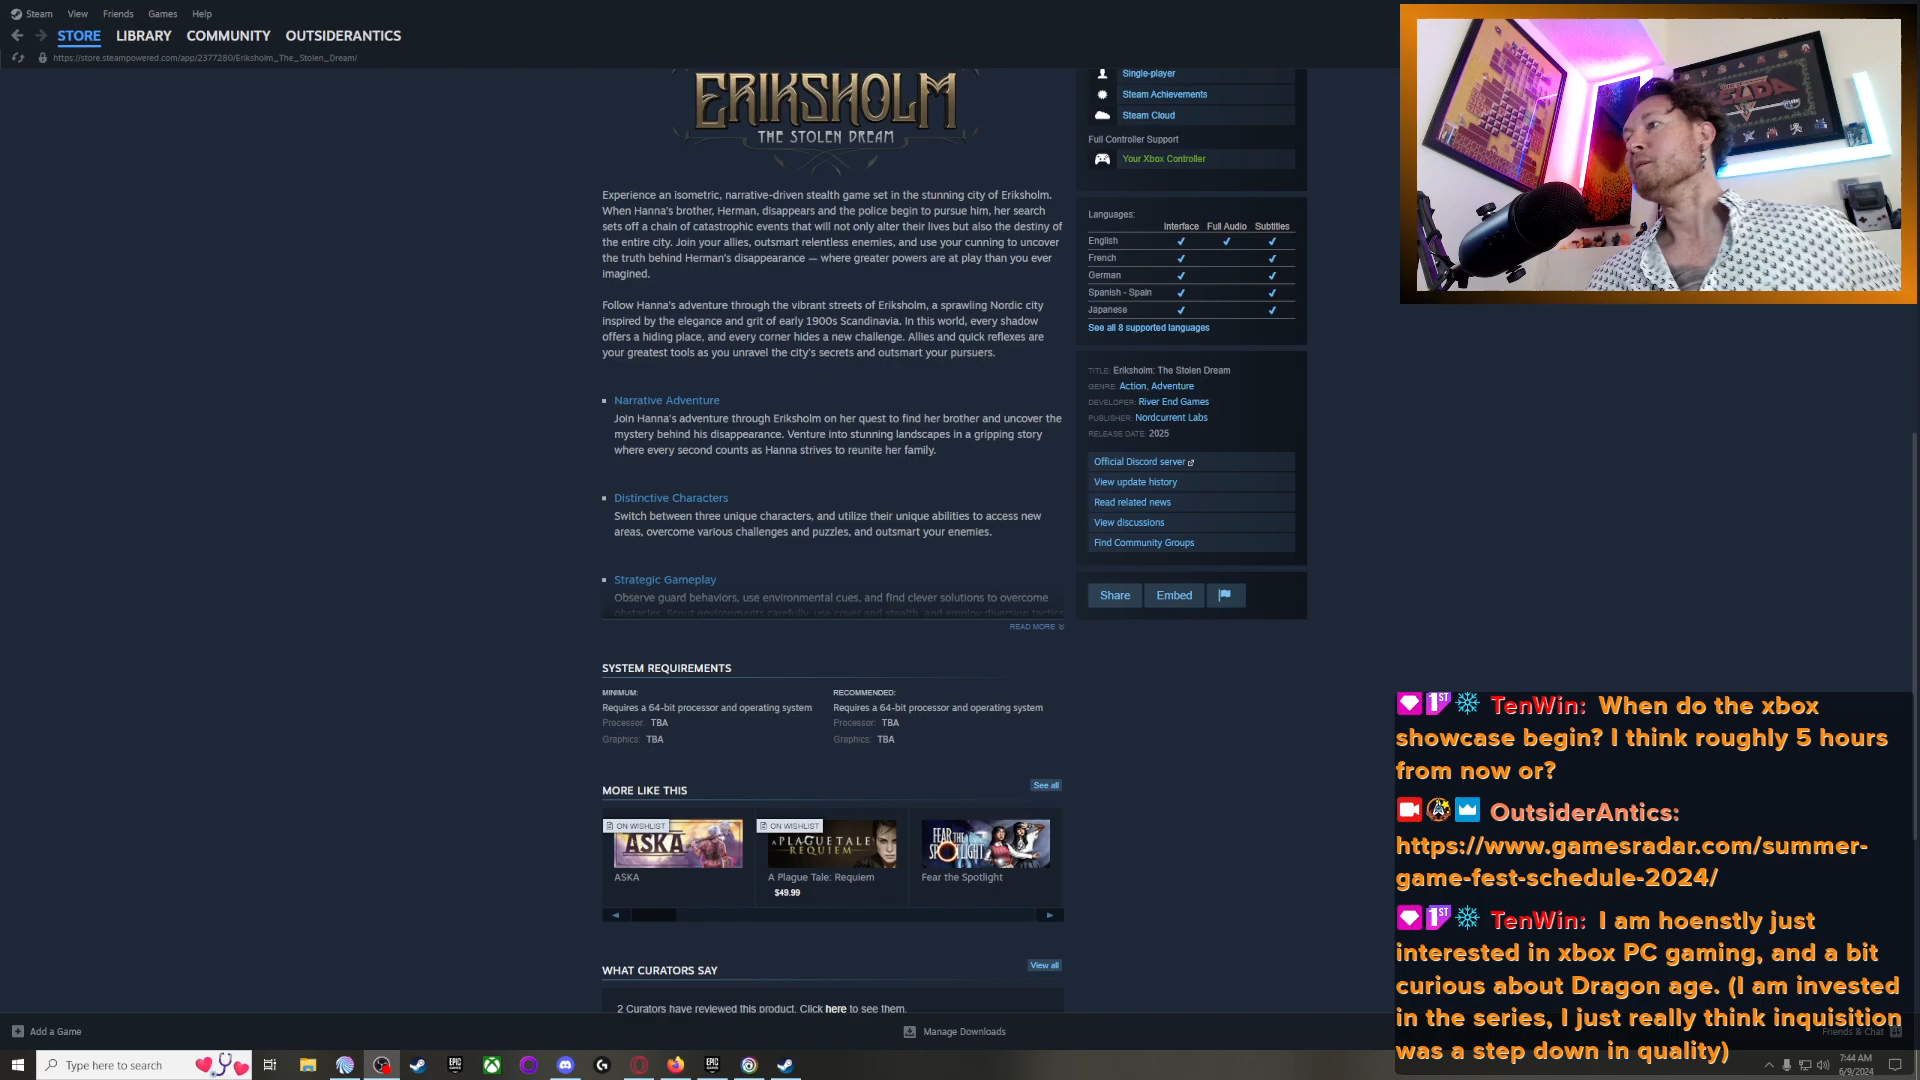 Steam View Friends Games Help
STORE LIBRARY COMMUNITY OUTSIDERANTICS
https://store.steampowered.com/app/2377280/Eriksholm_The_Stolen_Dream/
ERIKSHOLM
THE STOLEN DREAM
Experience an isometric, narrative-driven stealth game set in the stunning city of Eriksholm.
When Hanna's brother, Herman, disappears and the police begin to pursue him, her search
sets off a chain of catastrophic events that will not only alter their lives but also the destiny of
the entire city. Join your allies, outsmart relentless enemies, and use your cunning to uncover
the truth behind Herman's disappearance — where greater powers are at play than you ever
imagined.
Follow Hanna's adventure through the vibrant streets of Eriksholm, a sprawling Nordic city
inspired by the elegance and grit of early 1900s Scandinavia. In this world, every shadow
offers a hiding place, and every corner hides a new challenge. Allies and quick reflexes are
your greatest tools as you unravel the city's secrets and outsmart your pursuers.
Narrative Adventure
Join Hanna's adventure through Eriksholm on her quest to find her brother and uncover the
mystery behind his disappearance. Venture into stunning landscapes in a gripping story
where every second counts as Hanna strives to reunite her family.
Distinctive Characters
Switch between three unique characters, and utilize their unique abilities to access new
areas, overcome various challenges and puzzles, and outsmart your enemies.
Strategic Gameplay
Observe guard behaviors, use environmental cues, and find clever solutions to overcome
obstacles. Scout environments carefully, use cover and stealth, and employ diversion tactics
READ MORE
SYSTEM REQUIREMENTS
MINIMUM: RECOMMENDED:
Requires a 64-bit processor and operating system Requires a 64-bit processor and operating system
Processor: TBA Processor: TBA
Graphics: TBA Graphics: TBA
MORE LIKE THIS See all
ON WISHLIST ON WISHLIST
ASKA A PLAGUE TALE REQUIEM FEAR THE SPOTLIGHT
ASKA A Plague Tale: Requiem Fear the Spotlight
$49.99
WHAT CURATORS SAY View all
2 Curators have reviewed this product. Click here to see them.
Single-player
Steam Achievements
Steam Cloud
Full Controller Support
Your Xbox Controller
Languages:
Interface Full Audio Subtitles
English ✔ ✔ ✔
French ✔ ✔
German ✔ ✔
Spanish - Spain ✔ ✔
Japanese ✔ ✔
See all 8 supported languages
TITLE: Eriksholm: The Stolen Dream
GENRE: Action, Adventure
DEVELOPER: River End Games
PUBLISHER: Nordcurrent Labs
RELEASE DATE: 2025
Official Discord server
View update history
Read related news
View discussions
Find Community Groups
Share Embed
1ST TenWin: When do the xbox
showcase begin? I think roughly 5 hours
from now or?
OutsiderAntics:
https://www.gamesradar.com/summer-
game-fest-schedule-2024/
1ST TenWin: I am hoenstly just
interested in xbox PC gaming, and a bit
curious about Dragon age. (I am invested
in the series, I just really think inquisition
was a step down in quality)
Add a Game Manage Downloads Friends & Chat
Type here to search
EPIC GAMES EPIC GAMES
7:44 AM
6/9/2024